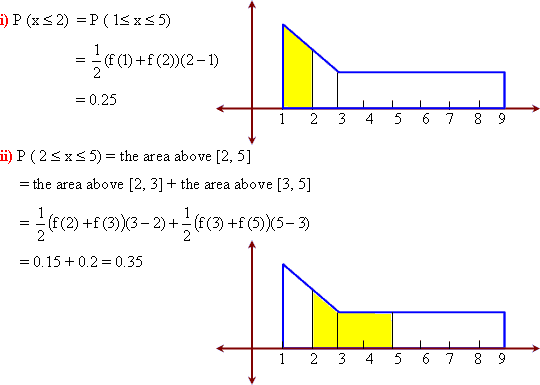 i) P (x ≤ 2) = P ( 1≤ x ≤ 5)
= 1/2 (f (1) + f (2))(2 − 1)
= 0.25
1 2 3 4 5 6 7 8 9
ii) P ( 2 ≤ x ≤ 5) = the area above [2, 5]
= the area above [2, 3] + the area above [3, 5]
= 1/2 (f (2) + f (3))(3 − 2) + 1/2 (f (3) + f (5))(5 − 3)
= 0.15 + 0.2 = 0.35
1 2 3 4 5 6 7 8 9